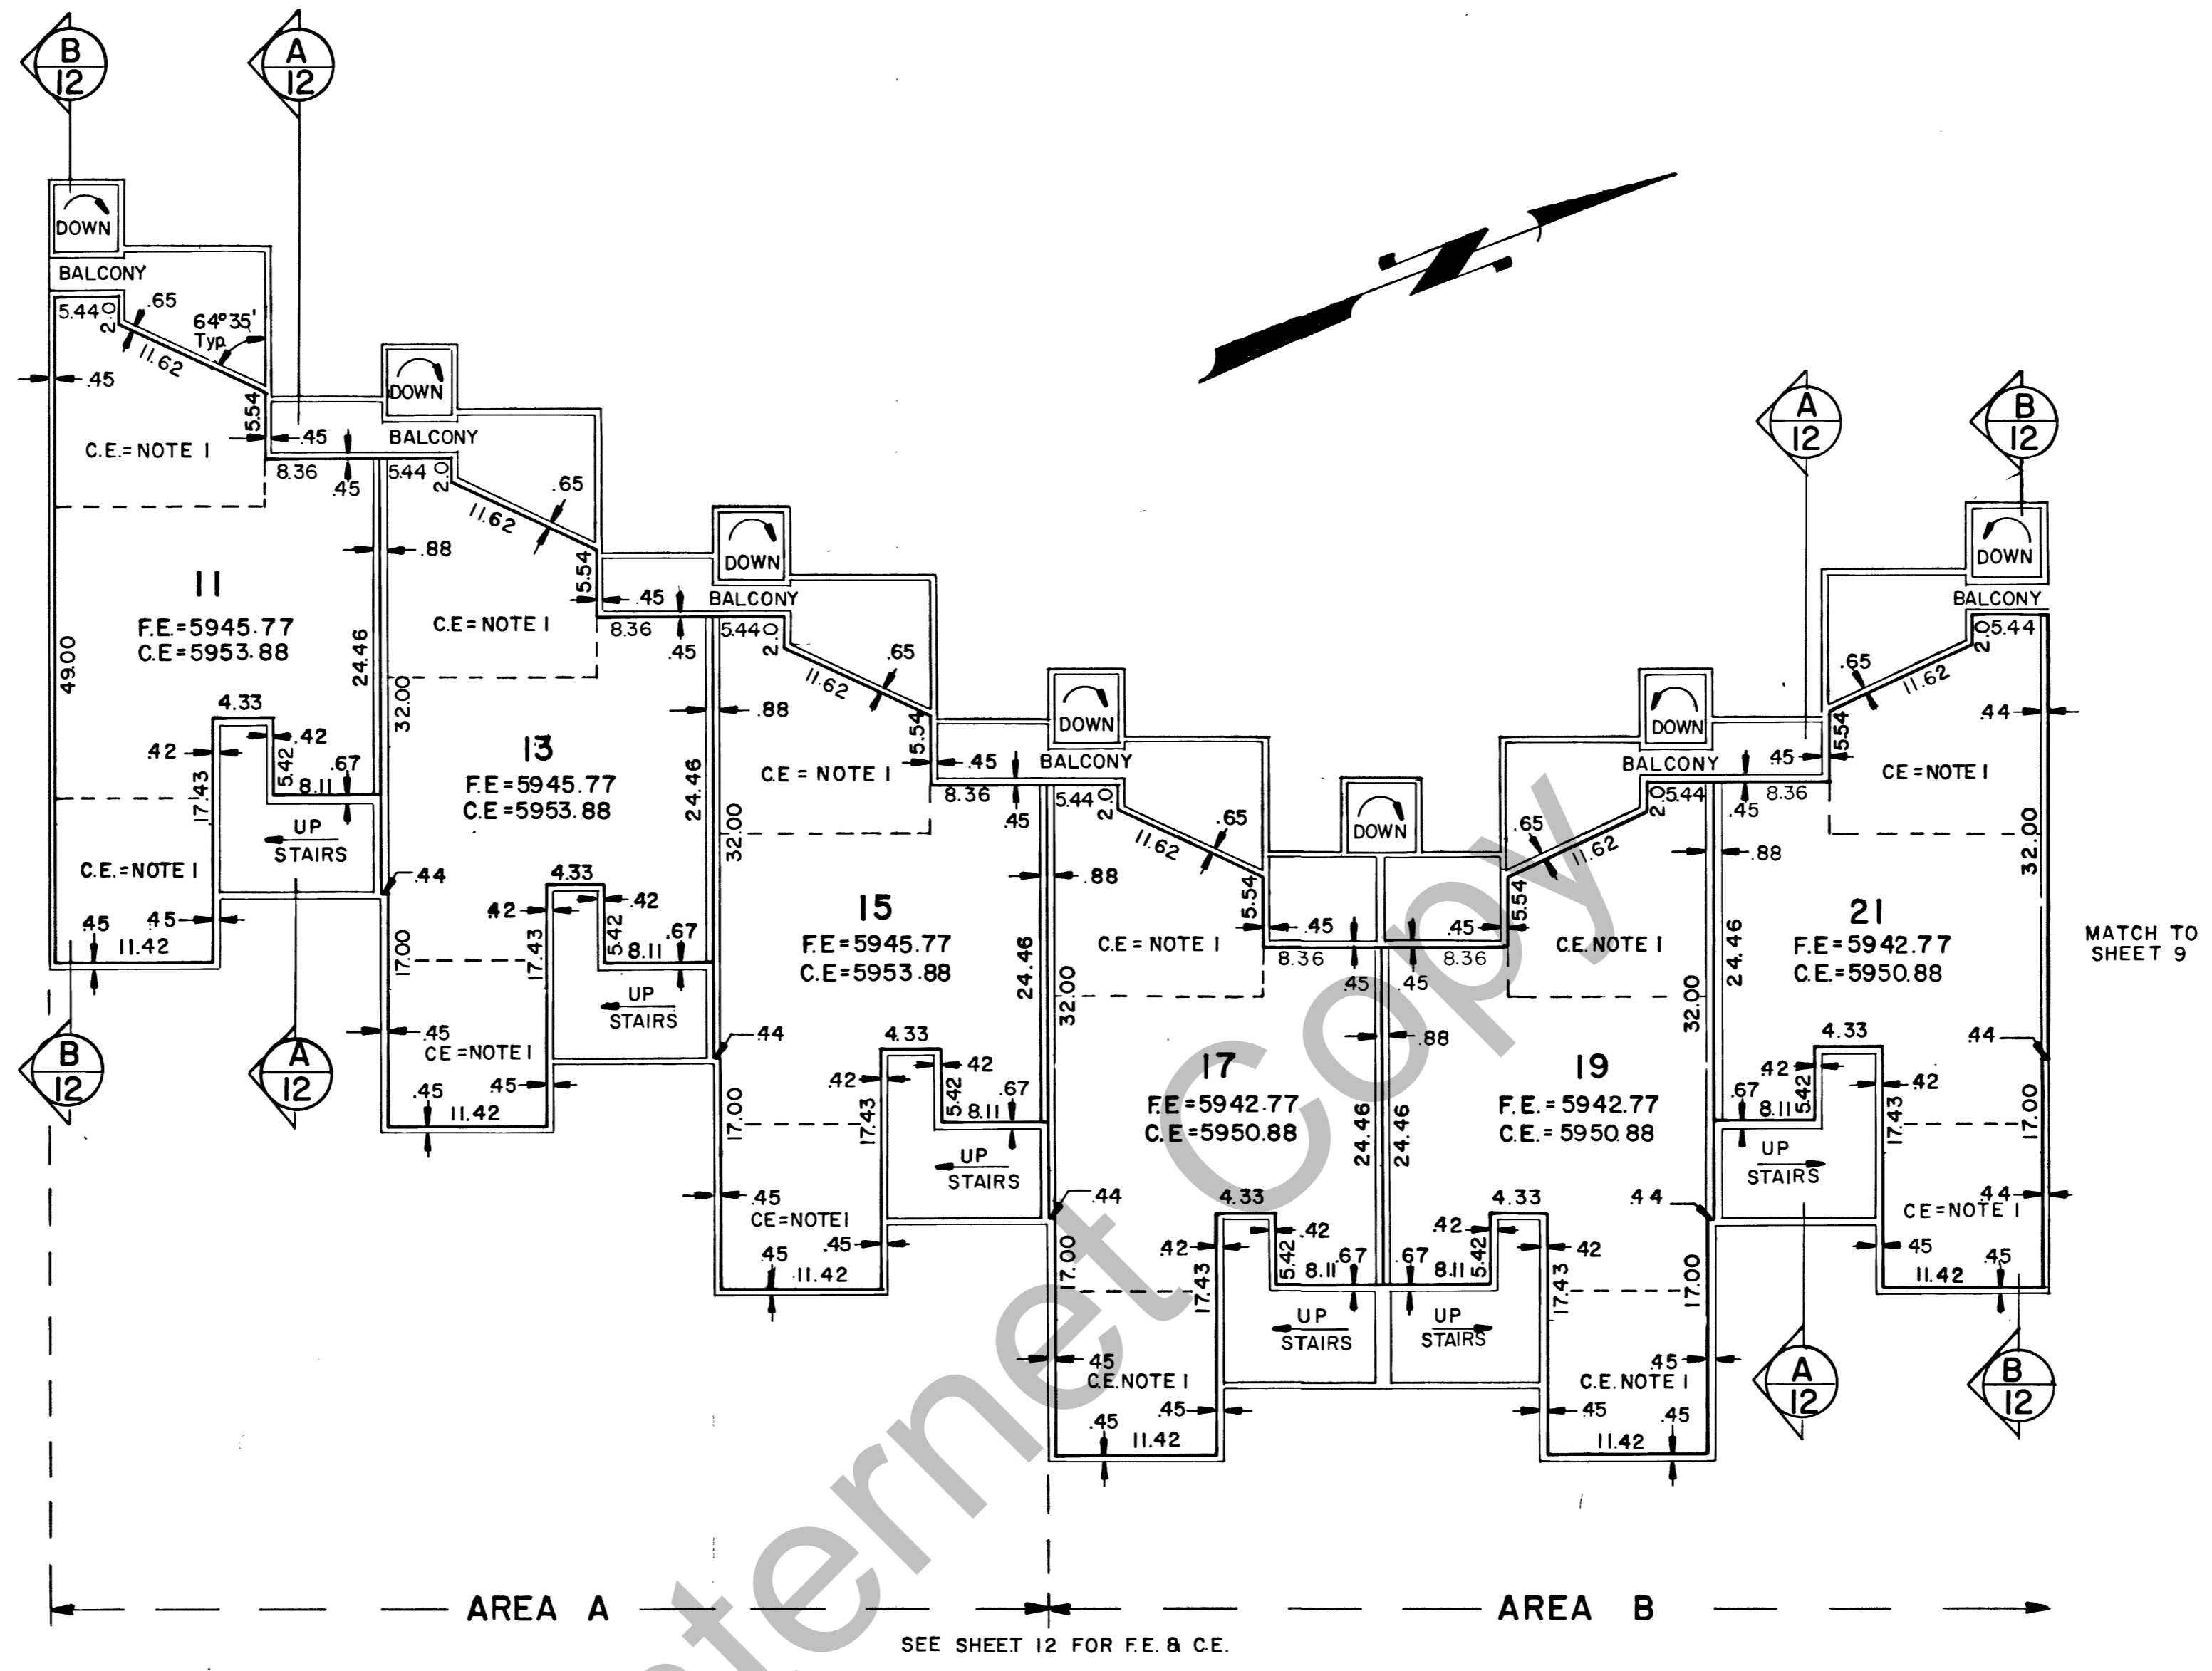 B
12
A
12
DOWN
BALCONY
5.44
2.0
.65
11.62
64°35'
Typ.
.45
5.54
C.E.=NOTE 1
.45
8.36
.45
11
F.E.=5945.77
C.E=5953.88
49.00
24.46
4.33
.42
.42
5.42
17.43
.67
8.11
UP
STAIRS
C.E.=NOTE 1
.45
.45
11.42
B
12
A
12
DOWN
BALCONY
5.44
2.0
.65
11.62
5.54
.88
C.E=NOTE 1
.45
8.36
.45
32.00
13
F.E=5945.77
C.E=5953.88
24.46
.44
4.33
.42
.42
5.42
17.43
.67
8.11
17.00
UP
STAIRS
.45
CE=NOTE 1
.45
.45
11.42
DOWN
BALCONY
5.44
2.0
.65
11.62
5.54
.88
C.E= NOTE 1
.45
8.36
.45
32.00
15
F.E=5945.77
C.E=5953.88
24.46
.44
4.33
.42
.42
5.42
17.43
.67
8.11
17.00
UP
STAIRS
.45
CE=NOTE1
.45
.45
11.42
DOWN
BALCONY
5.44
2.0
.65
11.62
5.54
.88
C.E= NOTE 1
.45
8.36
.45
32.00
17
F.E=5942.77
C.E=5950.88
24.46
.44
4.33
.42
.42
5.42
17.43
.67
8.11
17.00
UP
STAIRS
.45
C.E.NOTE 1
.45
.45
11.42
DOWN
.88
DOWN
BALCONY
5.44
2.0
.65
11.62
5.54
C.E. NOTE 1
.45
8.36
.45
32.00
19
F.E.=5942.77
C.E.=5950.88
24.46
.44
4.33
.42
.42
5.42
17.43
.67
8.11
17.00
UP
STAIRS
.45
C.E. NOTE 1
.45
.45
11.42
A
12
B
12
DOWN
BALCONY
5.44
2.0
.65
11.62
5.54
.44
CE=NOTE 1
.45
8.36
.45
.88
32.00
21
F.E=5942.77
C.E.=5950.88
24.46
.44
4.33
.42
.42
5.42
17.43
.67
8.11
17.00
UP
STAIRS
.44
CE=NOTE 1
.45
.45
11.42
A
12
B
12
MATCH TO
SHEET 9
AREA A
AREA B
SEE SHEET 12 FOR F.E. & C.E.
ternet Copy